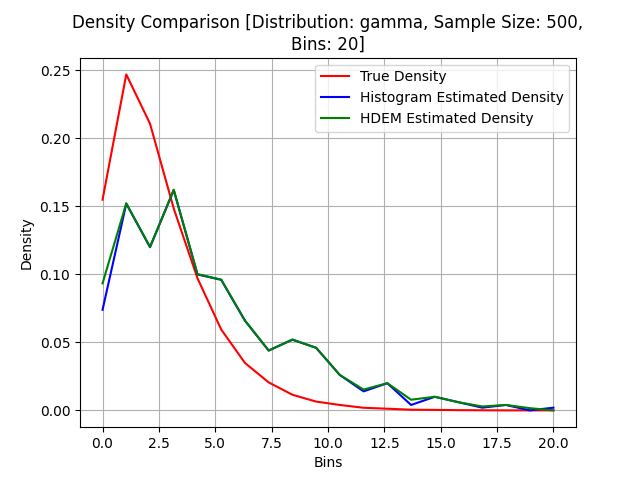 Density Comparison [Distribution: gamma, Sample Size: 500,
Bins: 20]
True Density
Histogram Estimated Density
HDEM Estimated Density
Density
0.25
0.20
0.15
0.10
0.05
0.00
0.0 2.5 5.0 7.5 10.0 12.5 15.0 17.5 20.0
Bins